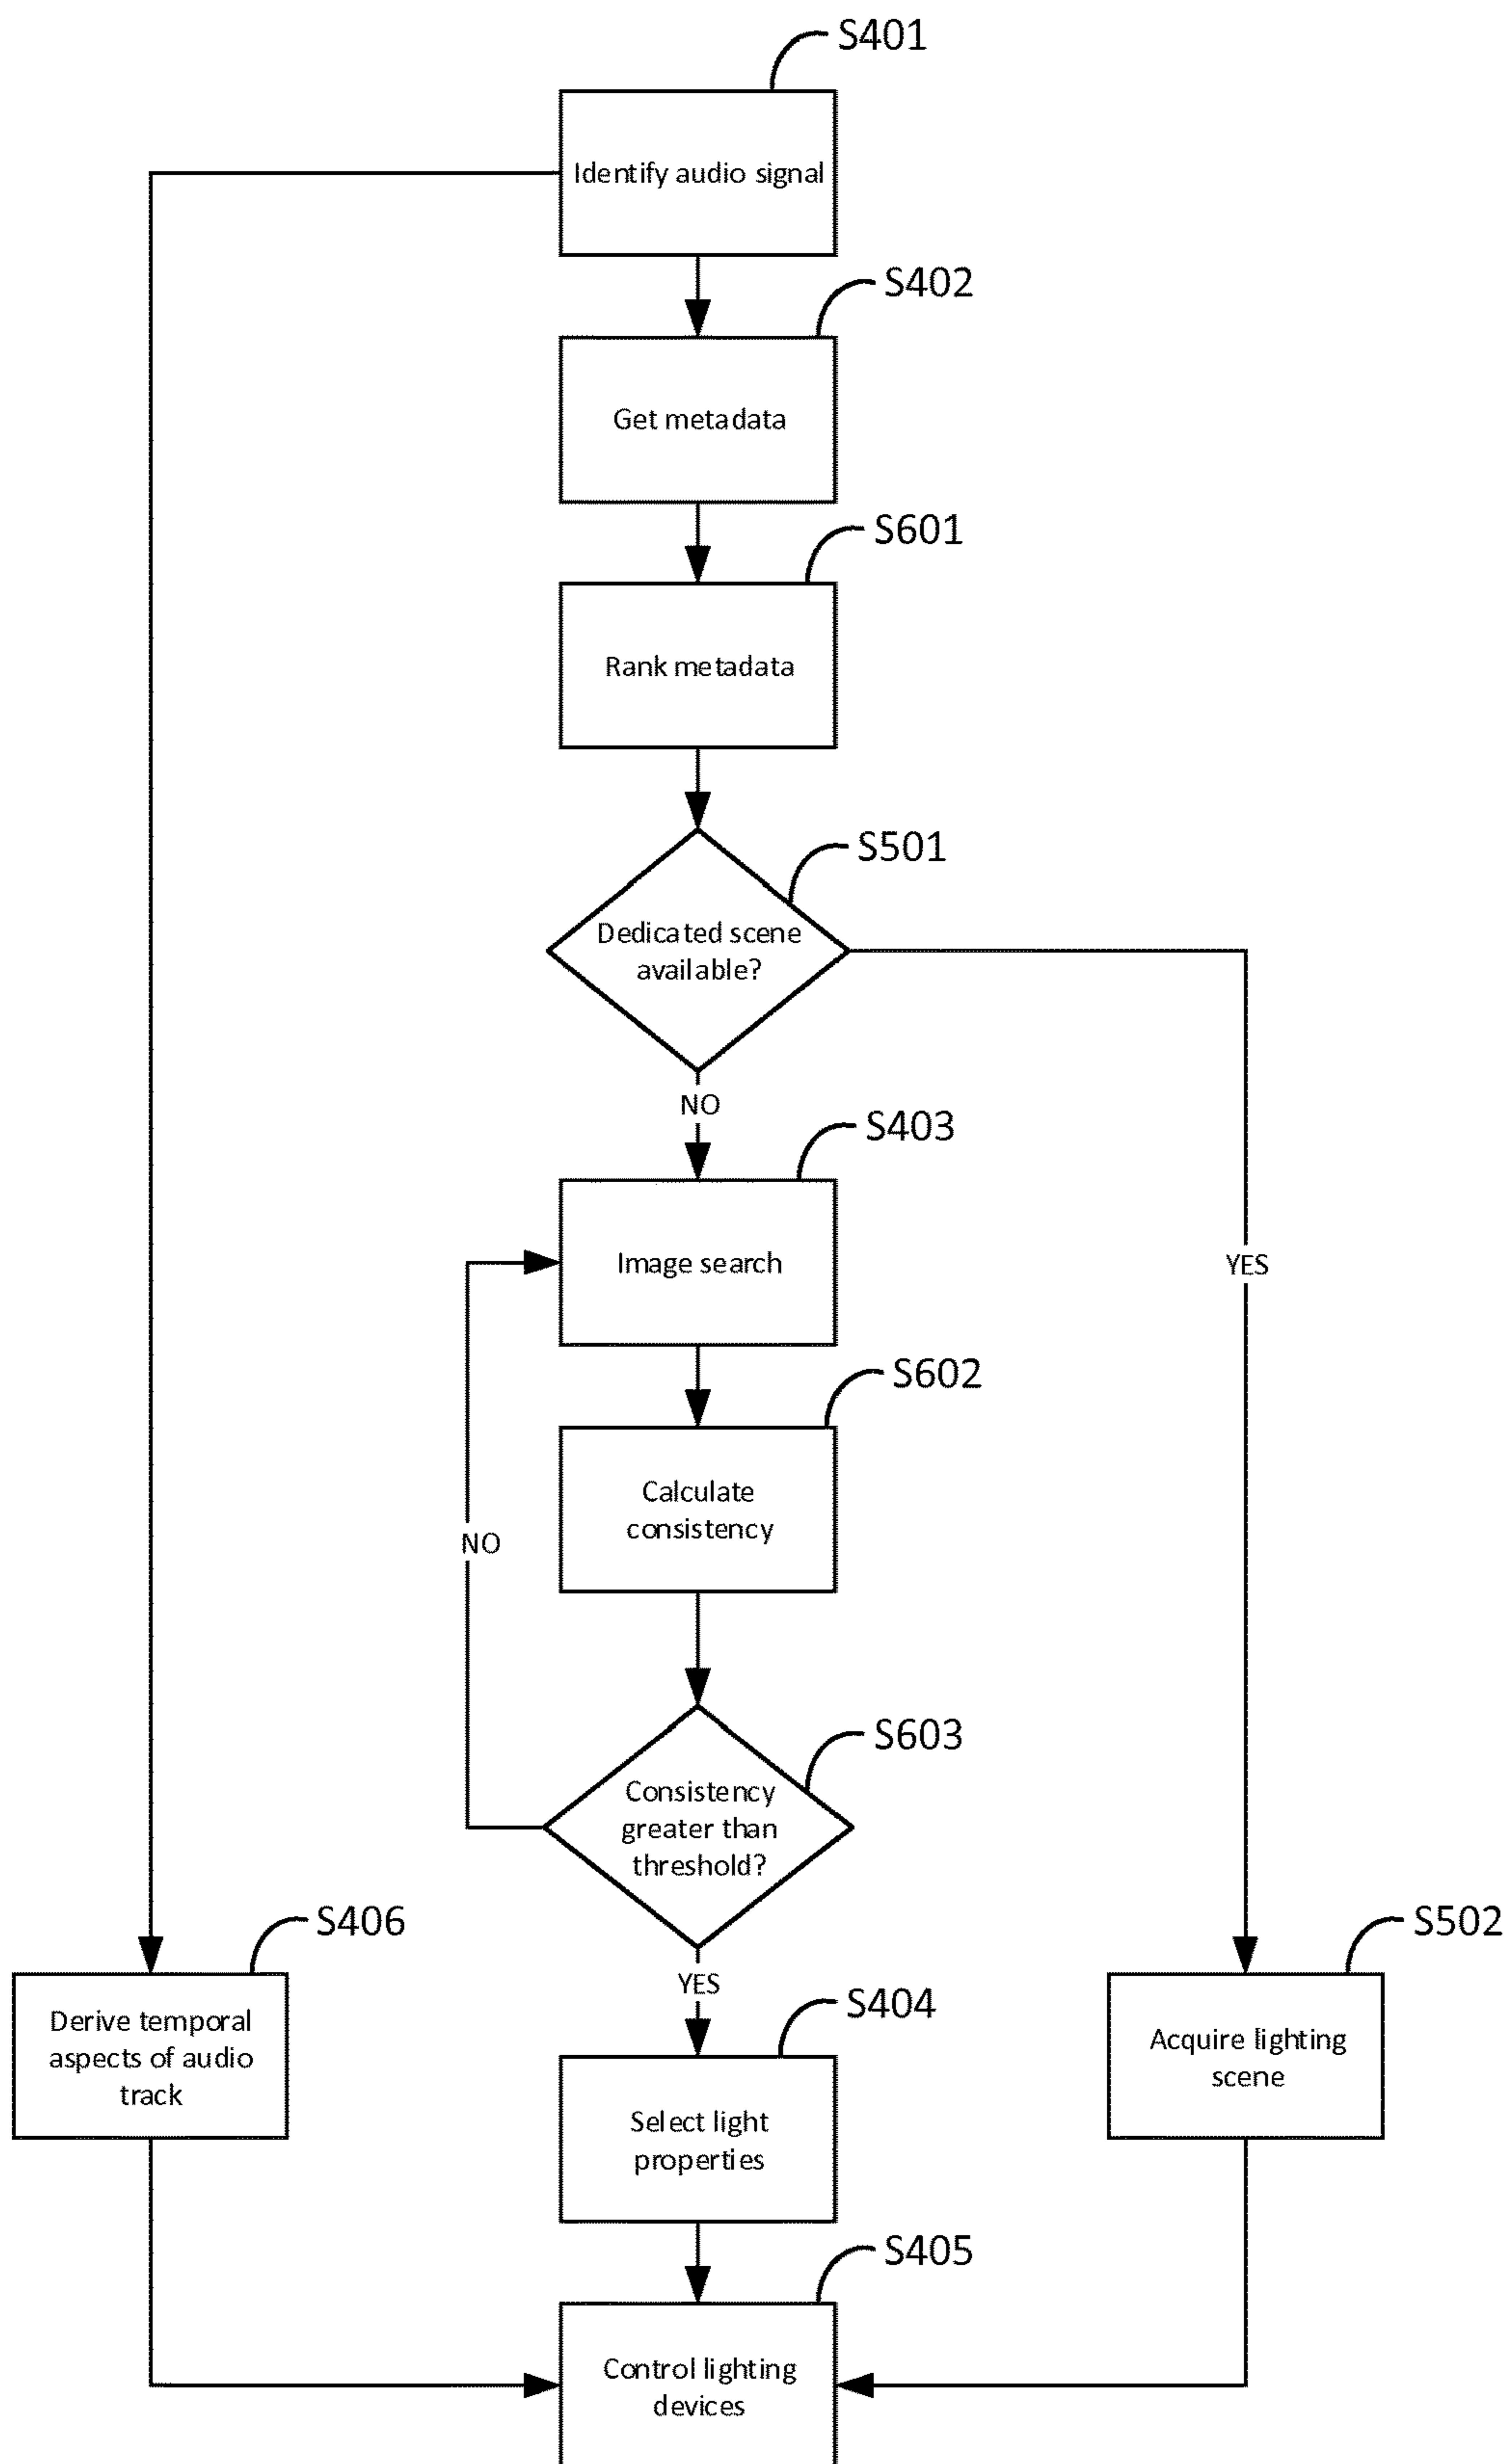 S401
Identify audio signal
S402
Get metadata
S601
Rank metadata
S501
Dedicated scene
available?
NO
S403
Image search
YES
S602
Calculate
consistency
NO
S603
Consistency
greater than
threshold?
S406
S502
YES
S404
Derive temporal
aspects of audio
track
Acquire lighting
scene
Select light
properties
S405
Control lighting
devices